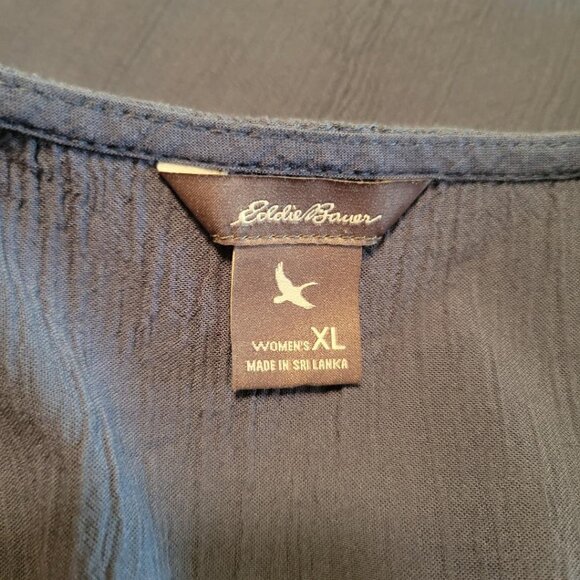 Eddie Bauer
WOMEN'S XL
MADE IN SRI LANKA